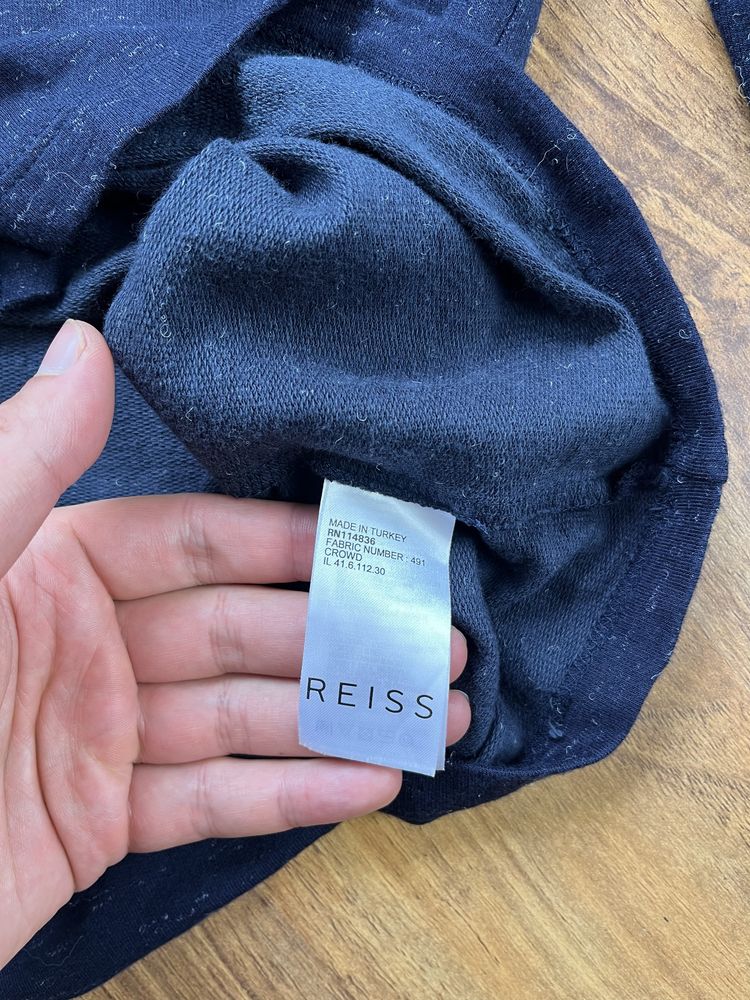 MADE IN TURKEY
RN114836
FABRIC NUMBER : 491
CROWD
IL 41.6.112.30
REISS